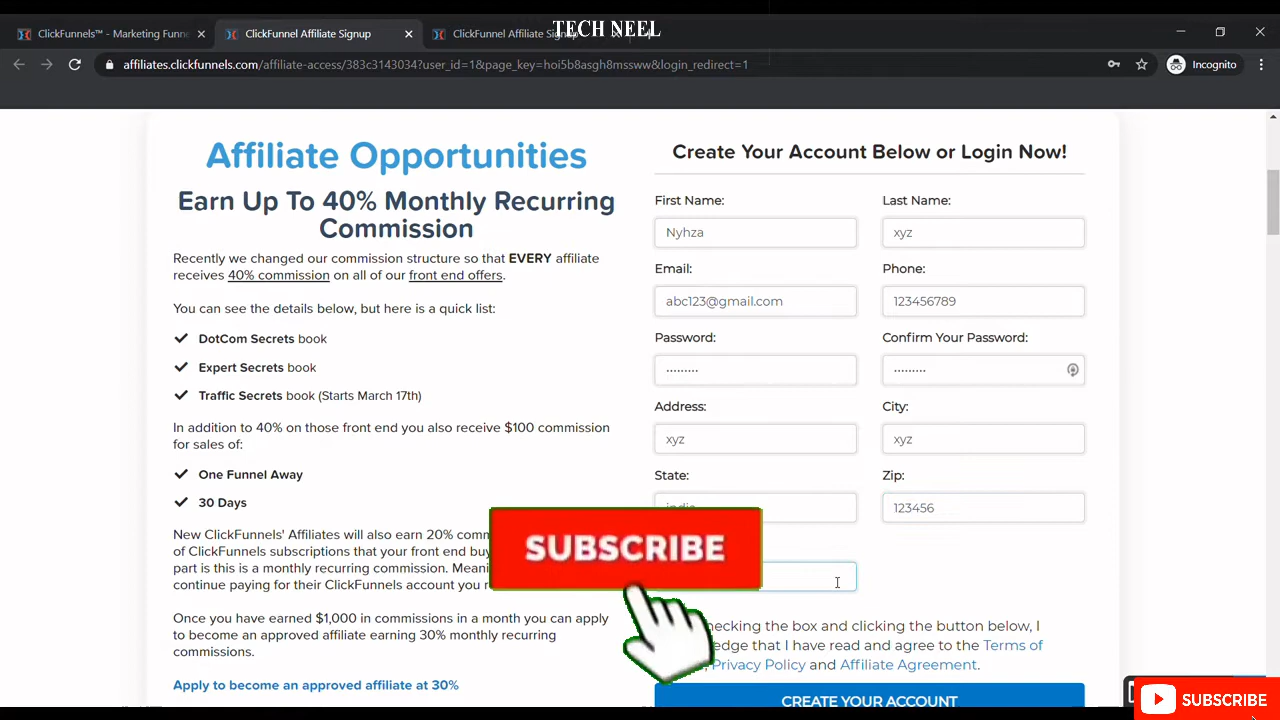 TECH NEEL
ClickFunnels™ - Marketing Funne
ClickFunnel Affiliate Signup
ClickFunnel Affiliate Signup
affiliates.clickfunnels.com/affiliate-access/383c3143034?user_id=1&page_key=hoi5b8asgh8mssww&login_redirect=1
Incognito
Affiliate Opportunities
Earn Up To 40% Monthly Recurring
Commission
Recently we changed our commission structure so that EVERY affiliate
receives 40% commission on all of our front end offers.
You can see the details below, but here is a quick list:
DotCom Secrets book
Expert Secrets book
Traffic Secrets book (Starts March 17th)
In addition to 40% on those front end you also receive $100 commission
for sales of:
One Funnel Away
30 Days
New ClickFunnels' Affiliates will also earn 20% com
of ClickFunnels subscriptions that your front end buy
part is this is a monthly recurring commission. Meani
continue paying for their ClickFunnels account you r
Once you have earned $1,000 in commissions in a month you can apply
to become an approved affiliate earning 30% monthly recurring
commissions.
Apply to become an approved affiliate at 30%
Create Your Account Below or Login Now!
First Name:
Last Name:
Nyhza
xyz
Email:
Phone:
abc123@gmail.com
123456789
Password:
Confirm Your Password:
Address:
City:
xyz
xyz
State:
Zip:
123456
SUBSCRIBE
hecking the box and clicking the button below, I
edge that I have read and agree to the Terms of
, Privacy Policy and Affiliate Agreement.
CREATE YOUR ACCOUNT
SUBSCRIBE